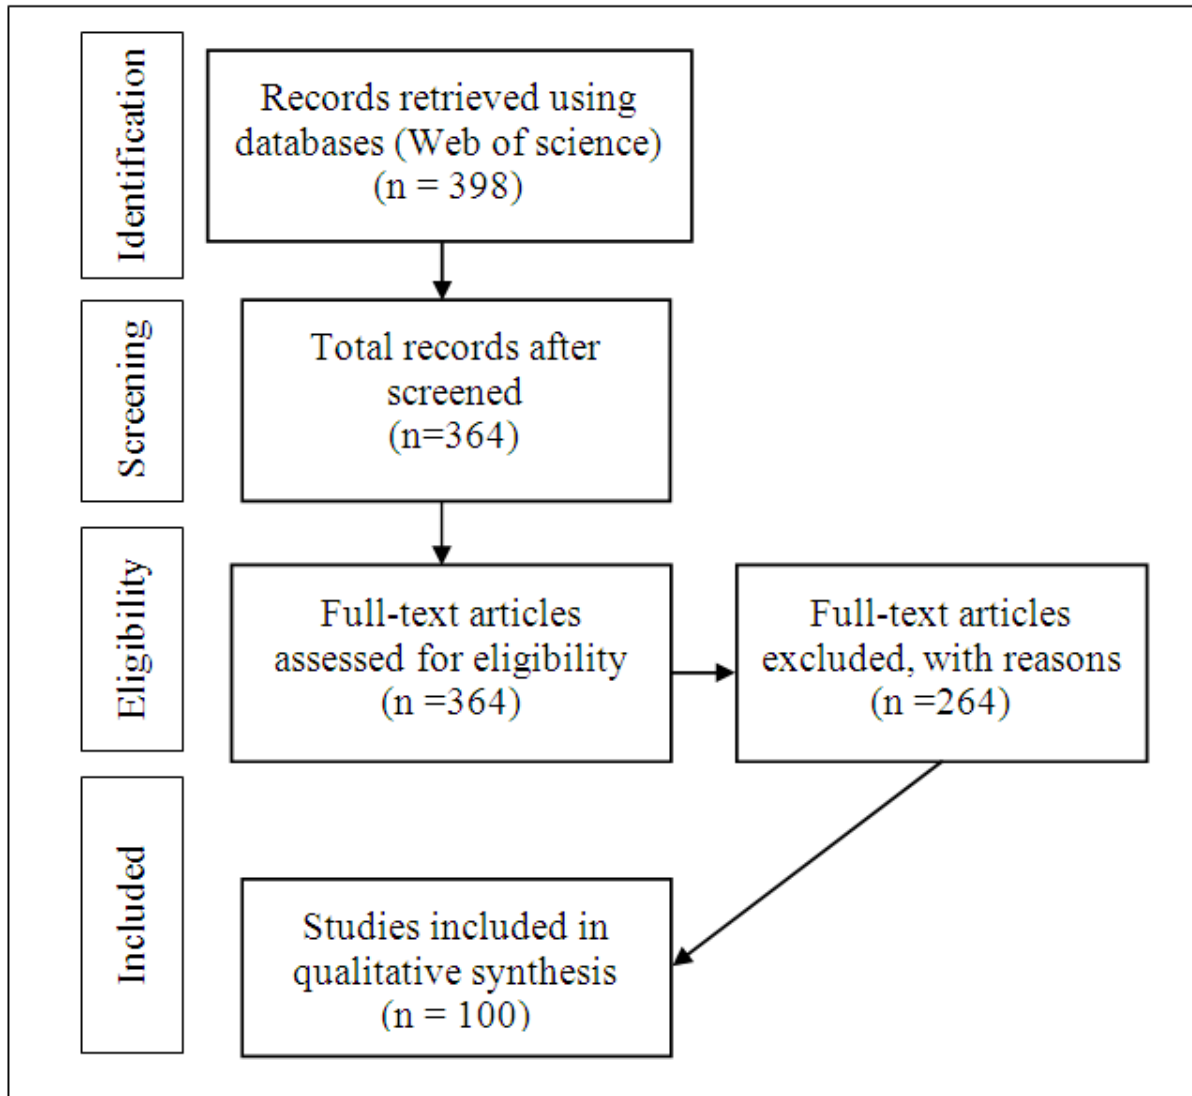 Identification
Records retrieved using
databases (Web of science)
(n = 398)
Screening
Total records after
screened
(n=364)
Eligibility
Full-text articles
assessed for eligibility
(n =364)
Full-text articles
excluded, with reasons
(n =264)
Included
Studies included in
qualitative synthesis
(n = 100)